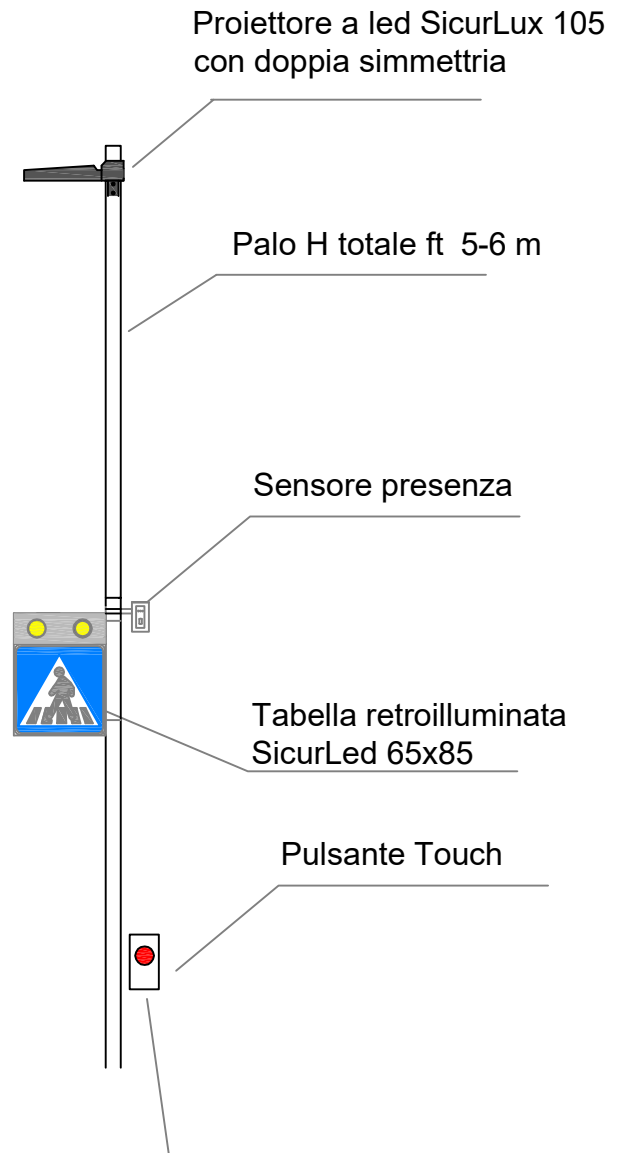 Proiettore a led SicurLux 105
con doppia simmettria
Palo H totale ft 5-6 m
Sensore presenza
Tabella retroilluminata
SicurLed 65x85
Pulsante Touch